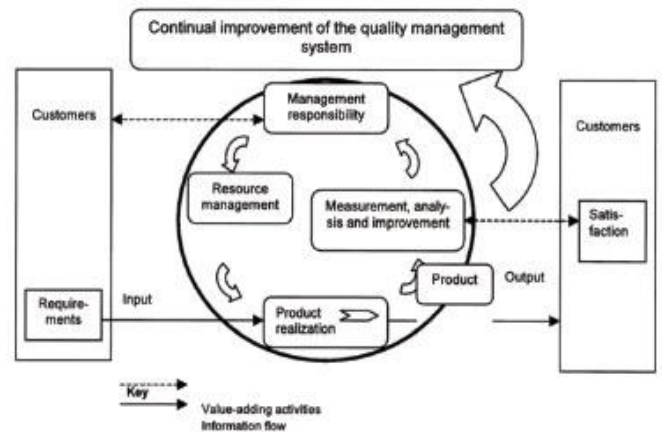 Continual improvement of the quality management
system
Customers
Management
responsibility
Customers
Resource
management
Measurement, analy-
sis and improvement
Satis-
faction
Require-
ments
Input
Product
realization
Product
Output
Key
Value-adding activities
Information flow